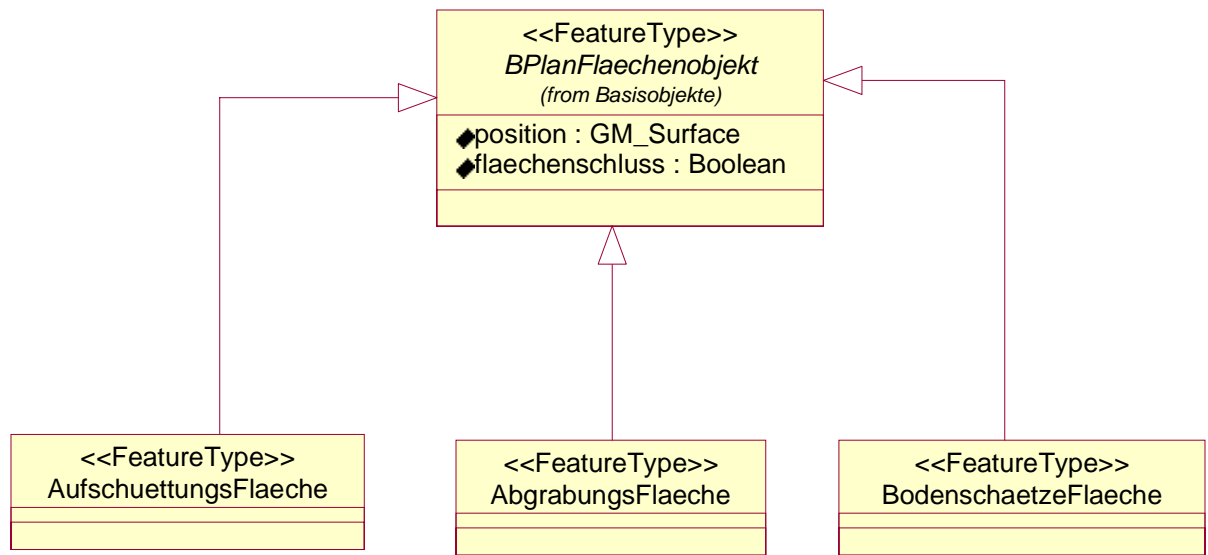 <<FeatureType>>
BPlanFlaechenobjekt
(from Basisobjekte)
position : GM_Surface
flaechenschluss : Boolean
<<FeatureType>>
AufschuettungsFlaeche
<<FeatureType>>
AbgrabungsFlaeche
<<FeatureType>>
BodenschaetzeFlaeche